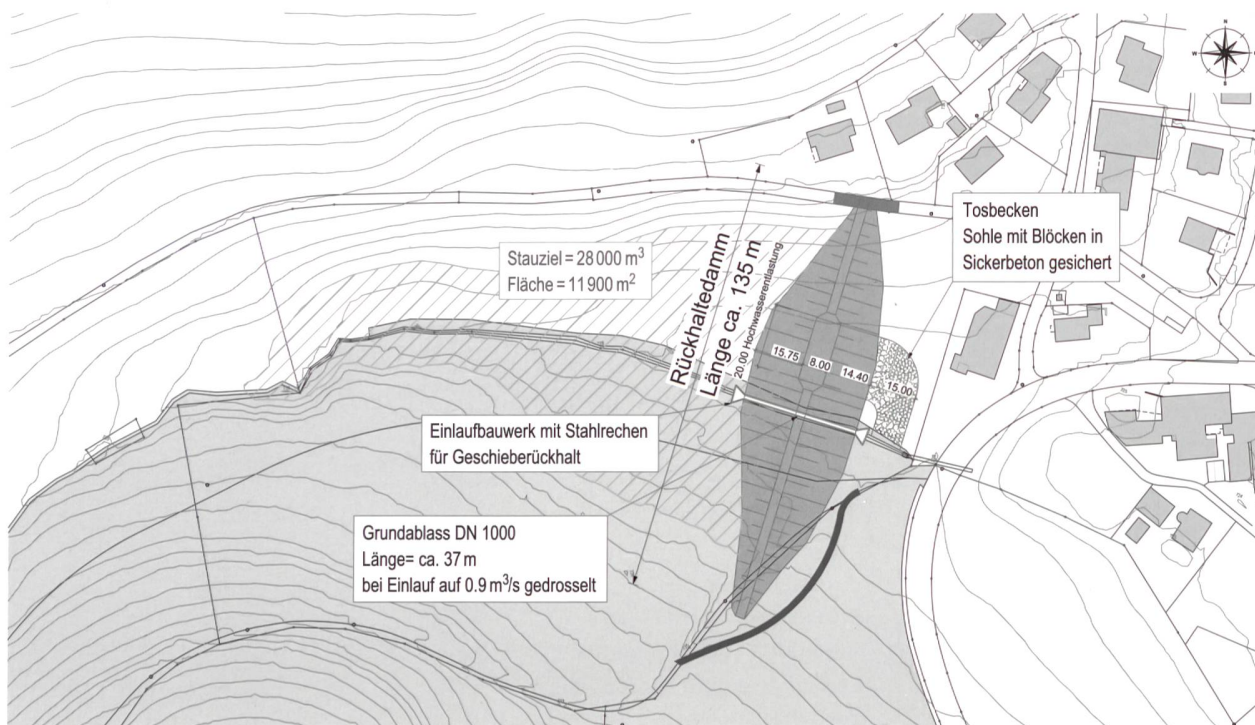 N
W
S
Tosbecken
Sohle mit Blöcken in
Sickerbeton gesichert
Stauziel = 28 000 m³
Fläche = 11 900 m²
Rückhaltedamm
Länge ca. 135 m
20.00 Hochwasserentlastung
15.75
8.00
14.40
15.00
Einlaufbauwerk mit Stahlrechen
für Geschieberückhalt
Grundablass DN 1000
Länge= ca. 37 m
bei Einlauf auf 0.9 m³/s gedrosselt